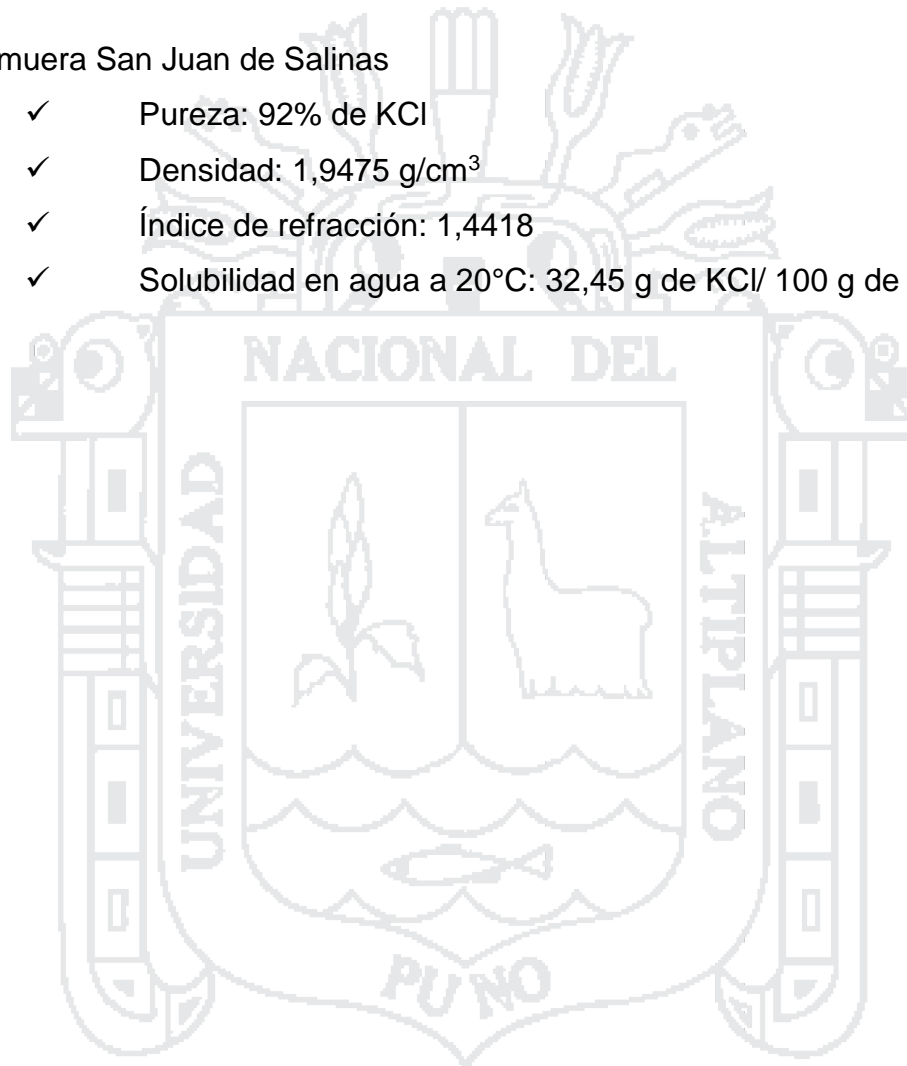 muera San Juan de Salinas
✓ Pureza: 92% de KCl
✓ Densidad: 1,9475 g/cm³
✓ Índice de refracción: 1,4418
✓ Solubilidad en agua a 20°C: 32,45 g de KCl/ 100 g de
NACIONAL DEL
UNIVERSIDAD
ALTIPLANO
PUNO